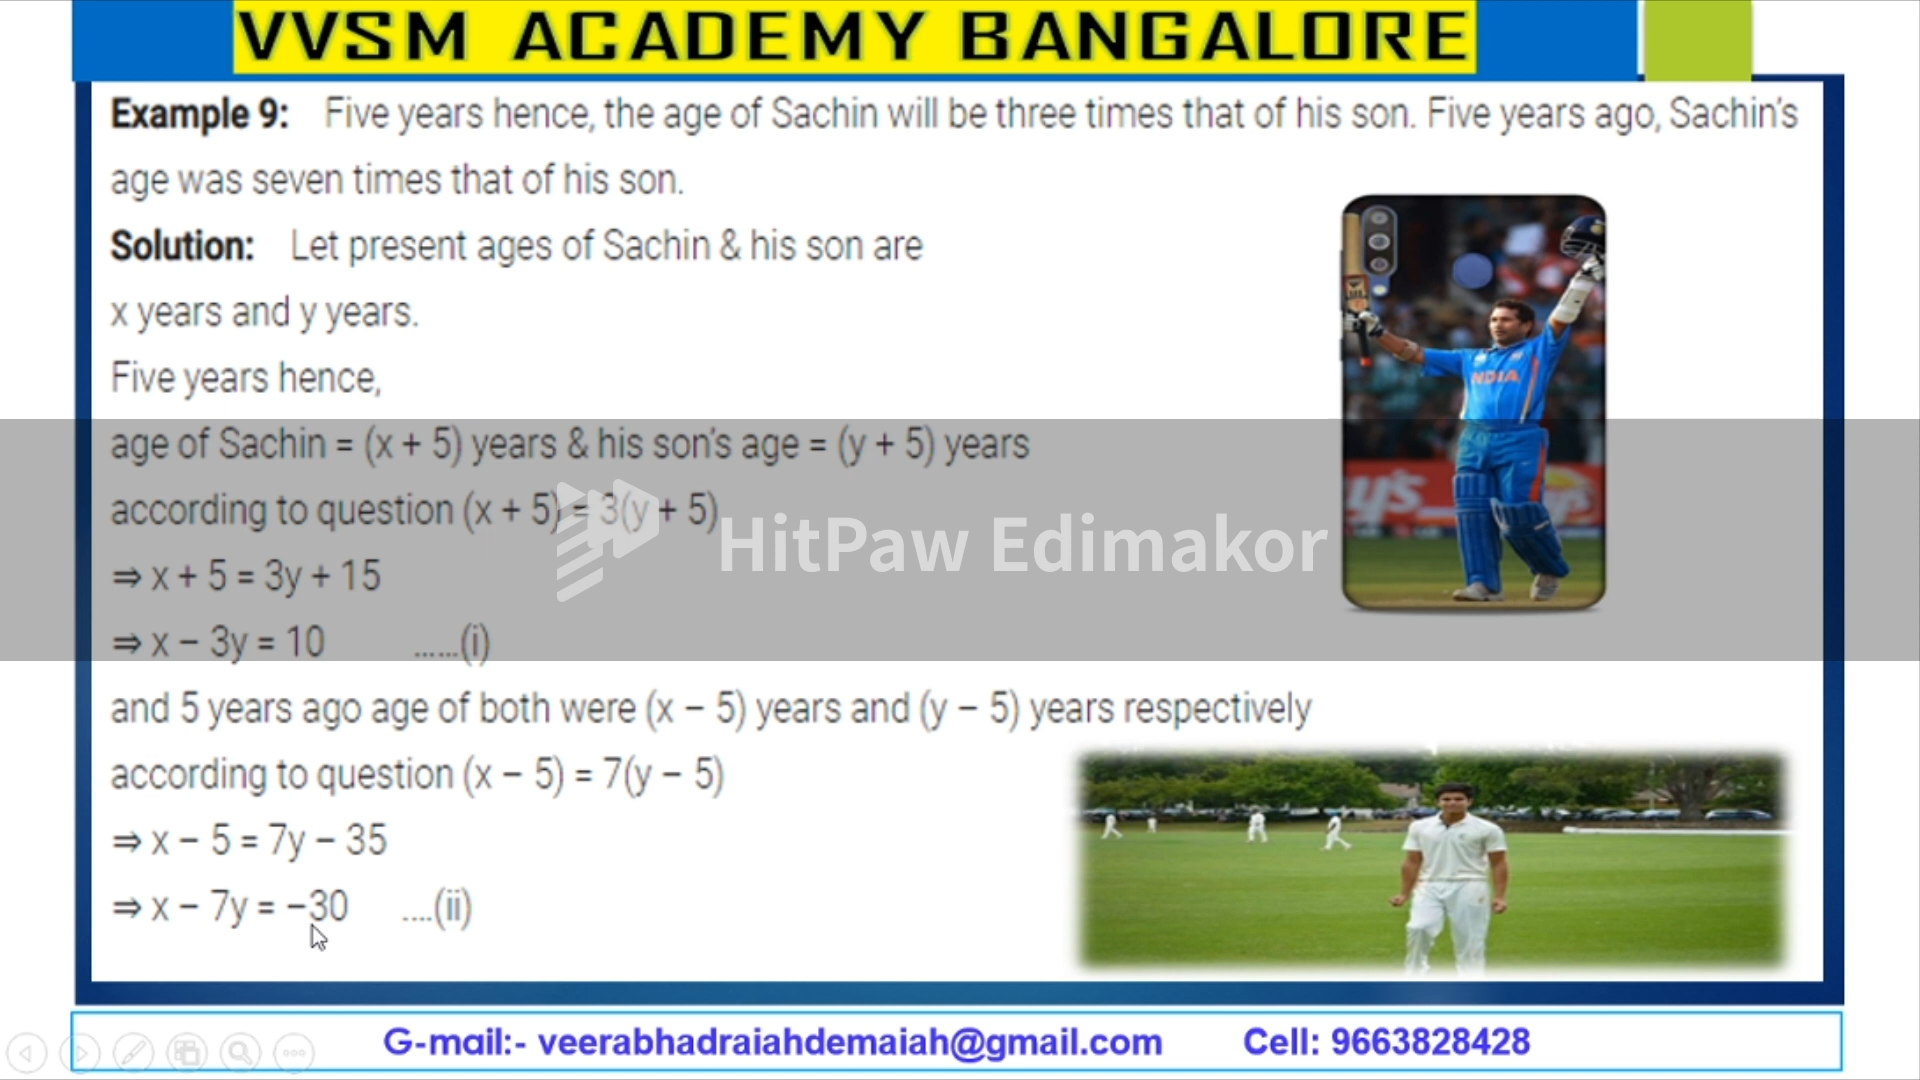 VVSM ACADEMY BANGALORE
Example 9: Five years hence, the age of Sachin will be three times that of his son. Five years ago, Sachin's
age was seven times that of his son.
Solution: Let present ages of Sachin & his son are
x years and y years.
Five years hence,
age of Sachin = (x + 5) years & his son's age = (y + 5) years
according to question (x + 5) = 3(y + 5)
HitPaw Edimakor
⇒ x + 5 = 3y + 15
⇒ x – 3y = 10 ......(i)
and 5 years ago age of both were (x – 5) years and (y – 5) years respectively
according to question (x – 5) = 7(y – 5)
⇒ x – 5 = 7y – 35
⇒ x – 7y = –30 ....(ii)
INDIA
G-mail:- veerabhadraiahdemaiah@gmail.com Cell: 9663828428